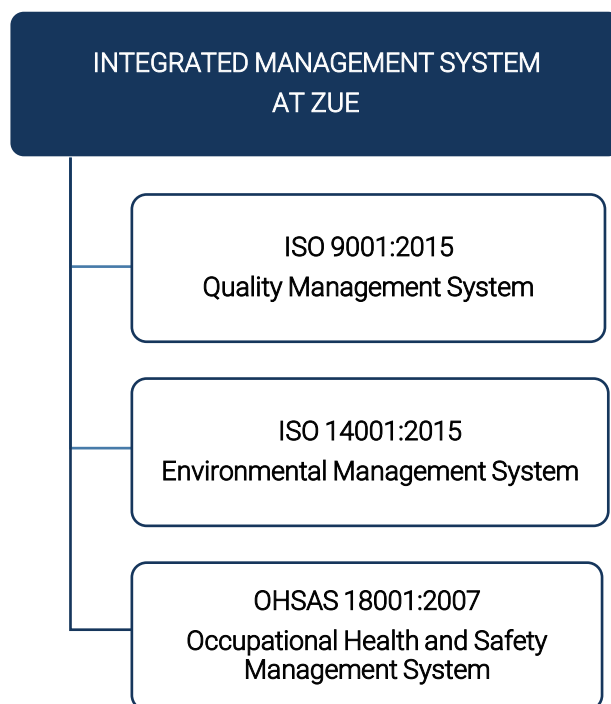 INTEGRATED MANAGEMENT SYSTEM
AT ZUE
ISO 9001:2015
Quality Management System
ISO 14001:2015
Environmental Management System
OHSAS 18001:2007
Occupational Health and Safety
Management System